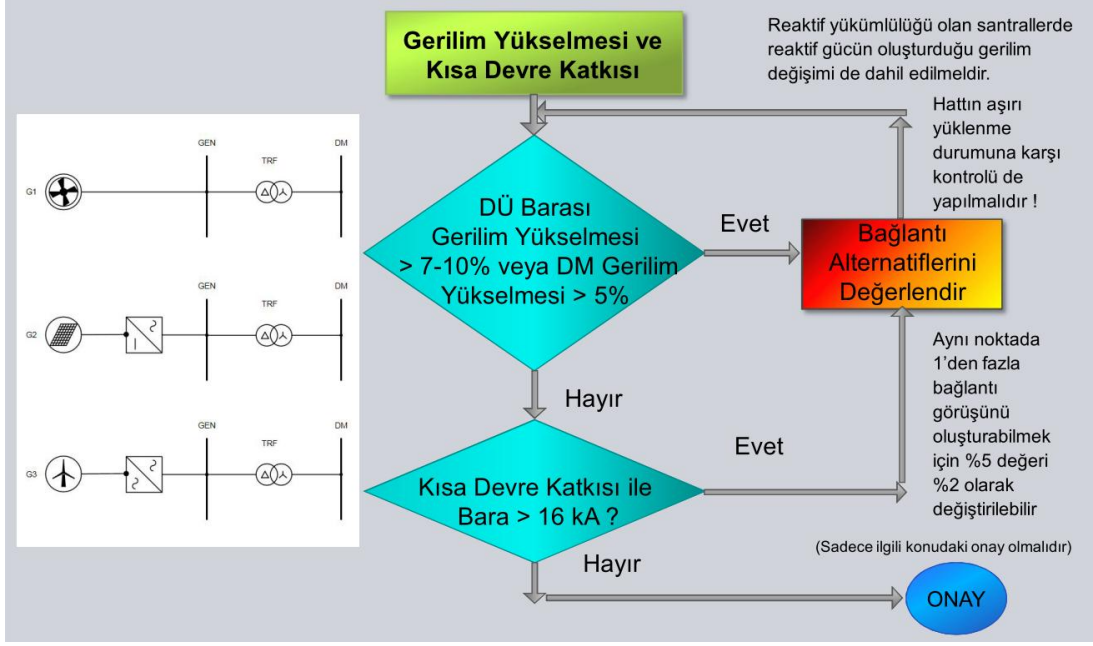 Gerilim Yükselmesi ve
Kısa Devre Katkısı
Reaktif yükümlülüğü olan santrallerde
reaktif gücün oluşturduğu gerilim
değişimi de dahil edilmeldir.
Hattın aşırı
yüklenme
durumuna karşı
kontrolü de
yapılmalıdır !
GEN
DM
TRF
G1
GEN
DM
TRF
G2
GEN
DM
TRF
G3
DÜ Barası
Gerilim Yükselmesi
> 7-10% veya DM Gerilim
Yükselmesi > 5%
Evet
Bağlantı
Alternatiflerini
Değerlendir
Hayır
Aynı noktada
1’den fazla
bağlantı
görüşünü
oluşturabilmek
için %5 değeri
%2 olarak
değiştirilebilir
Kısa Devre Katkısı ile
Bara > 16 kA ?
Evet
Hayır
(Sadece ilgili konudaki onay olmalıdır)
ONAY